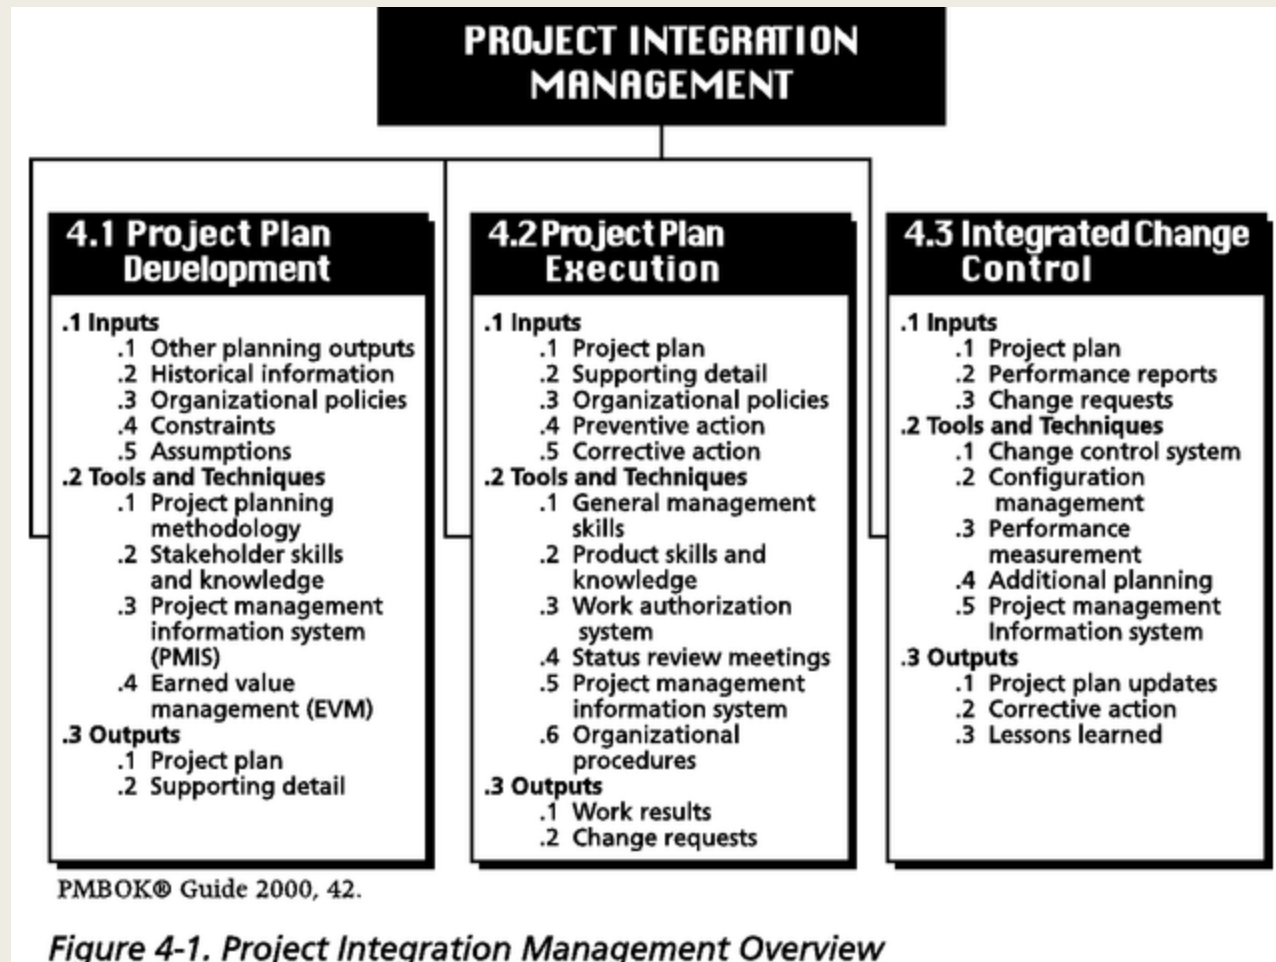 PROJECT INTEGRATION
MANAGEMENT
4.1 Project Plan
Development
.1 Inputs
.1 Other planning outputs
.2 Historical information
.3 Organizational policies
.4 Constraints
.5 Assumptions
.2 Tools and Techniques
.1 Project planning
methodology
.2 Stakeholder skills
and knowledge
.3 Project management
information system
(PMIS)
.4 Earned value
management (EVM)
.3 Outputs
.1 Project plan
.2 Supporting detail
4.2 Project Plan
Execution
.1 Inputs
.1 Project plan
.2 Supporting detail
.3 Organizational policies
.4 Preventive action
.5 Corrective action
.2 Tools and Techniques
.1 General management
skills
.2 Product skills and
knowledge
.3 Work authorization
system
.4 Status review meetings
.5 Project management
information system
.6 Organizational
procedures
.3 Outputs
.1 Work results
.2 Change requests
4.3 Integrated Change
Control
.1 Inputs
.1 Project plan
.2 Performance reports
.3 Change requests
.2 Tools and Techniques
.1 Change control system
.2 Configuration
management
.3 Performance
measurement
.4 Additional planning
.5 Project management
Information system
.3 Outputs
.1 Project plan updates
.2 Corrective action
.3 Lessons learned
PMBOK® Guide 2000, 42.
Figure 4-1. Project Integration Management Overview